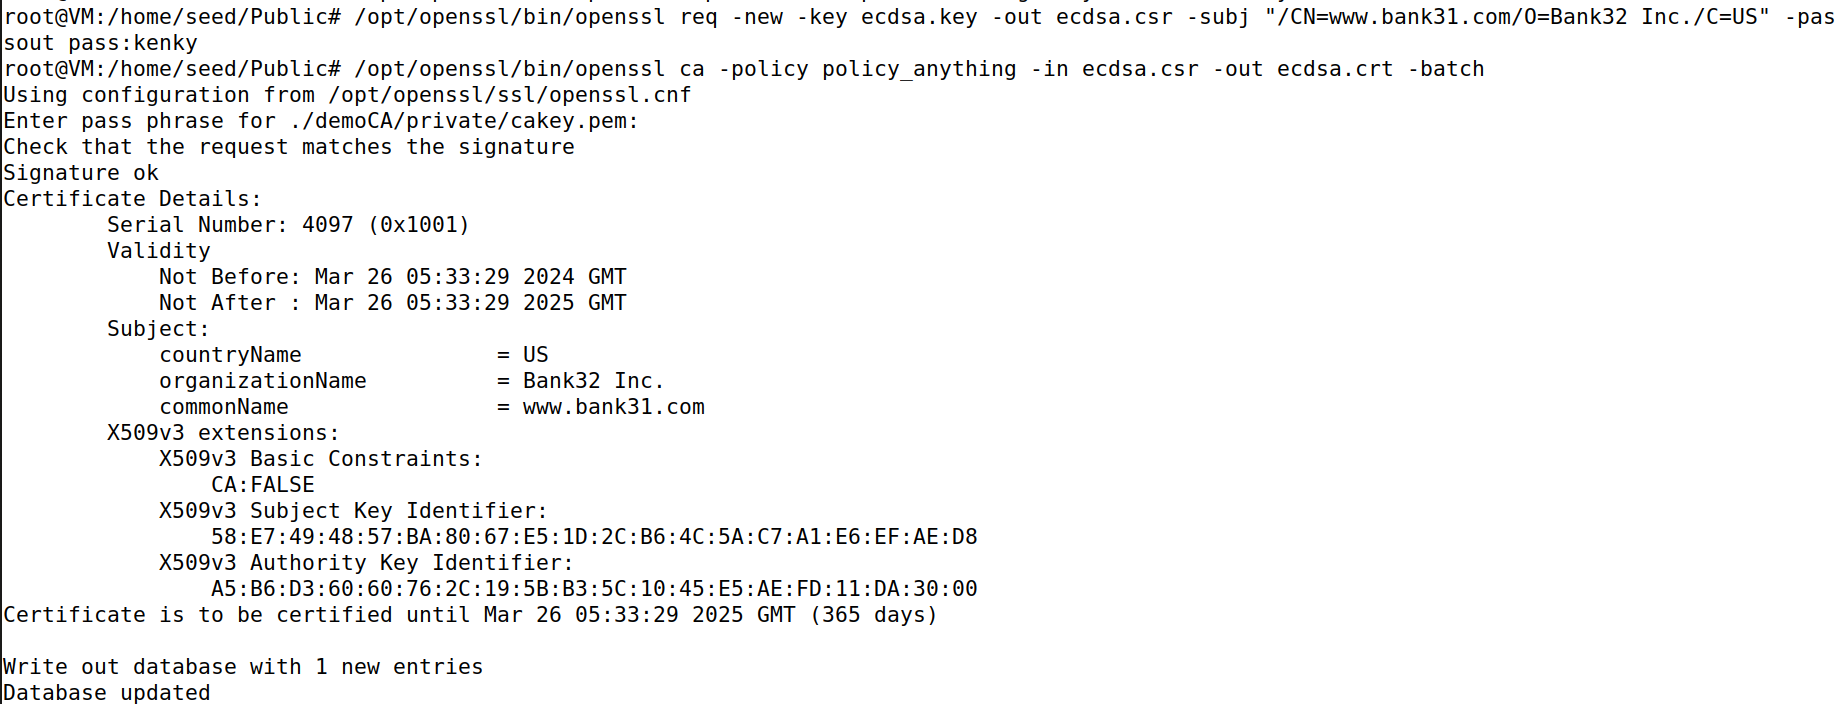 root@VM:/home/seed/Public# /opt/openssl/bin/openssl req -new -key ecdsa.key -out ecdsa.csr -subj "/CN=www.bank31.com/O=Bank32 Inc./C=US" -pas
sout pass:kenky
root@VM:/home/seed/Public# /opt/openssl/bin/openssl ca -policy policy_anything -in ecdsa.csr -out ecdsa.crt -batch
Using configuration from /opt/openssl/ssl/openssl.cnf
Enter pass phrase for ./demoCA/private/cakey.pem:
Check that the request matches the signature
Signature ok
Certificate Details:
        Serial Number: 4097 (0x1001)
        Validity
            Not Before: Mar 26 05:33:29 2024 GMT
            Not After : Mar 26 05:33:29 2025 GMT
        Subject:
            countryName               = US
            organizationName          = Bank32 Inc.
            commonName                = www.bank31.com
        X509v3 extensions:
            X509v3 Basic Constraints:
                CA:FALSE
            X509v3 Subject Key Identifier:
                58:E7:49:48:57:BA:80:67:E5:1D:2C:B6:4C:5A:C7:A1:E6:EF:AE:D8
            X509v3 Authority Key Identifier:
                A5:B6:D3:60:60:76:2C:19:5B:B3:5C:10:45:E5:AE:FD:11:DA:30:00
Certificate is to be certified until Mar 26 05:33:29 2025 GMT (365 days)

Write out database with 1 new entries
Database updated